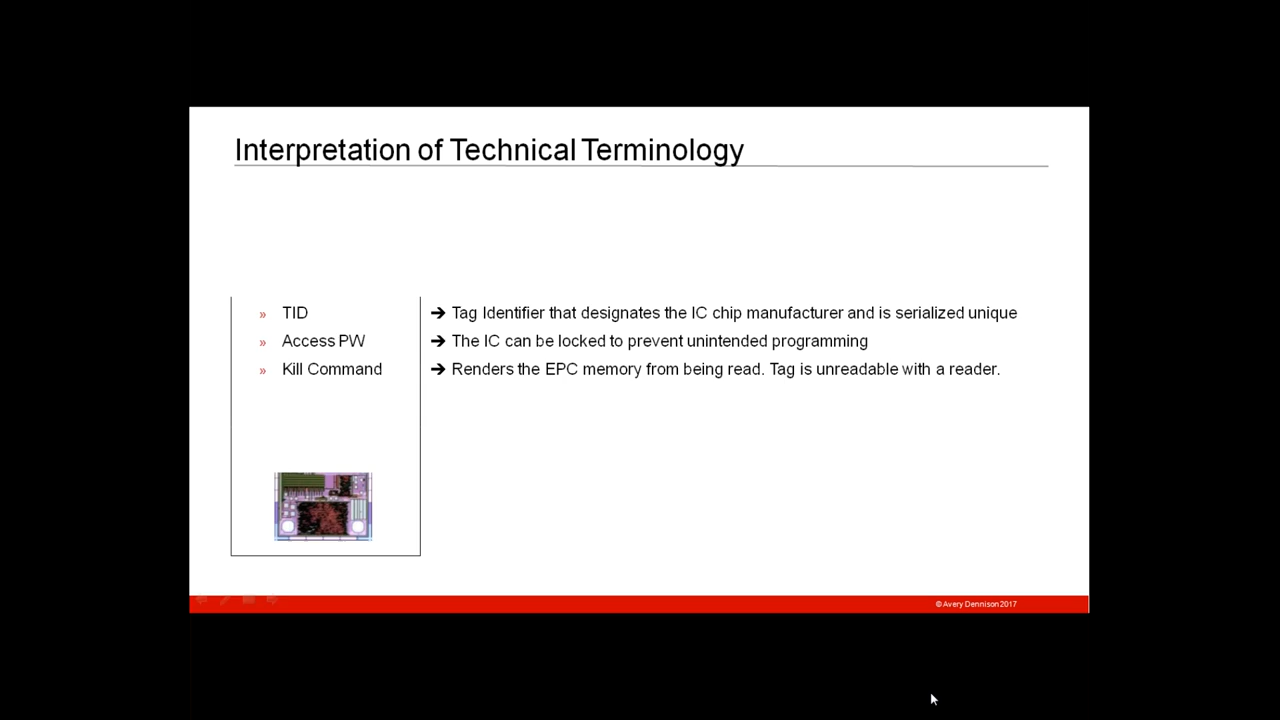 Interpretation of Technical Terminology
» TID ➔ Tag Identifier that designates the IC chip manufacturer and is serialized unique
» Access PW ➔ The IC can be locked to prevent unintended programming
» Kill Command ➔ Renders the EPC memory from being read. Tag is unreadable with a reader.
© Avery Dennison 2017